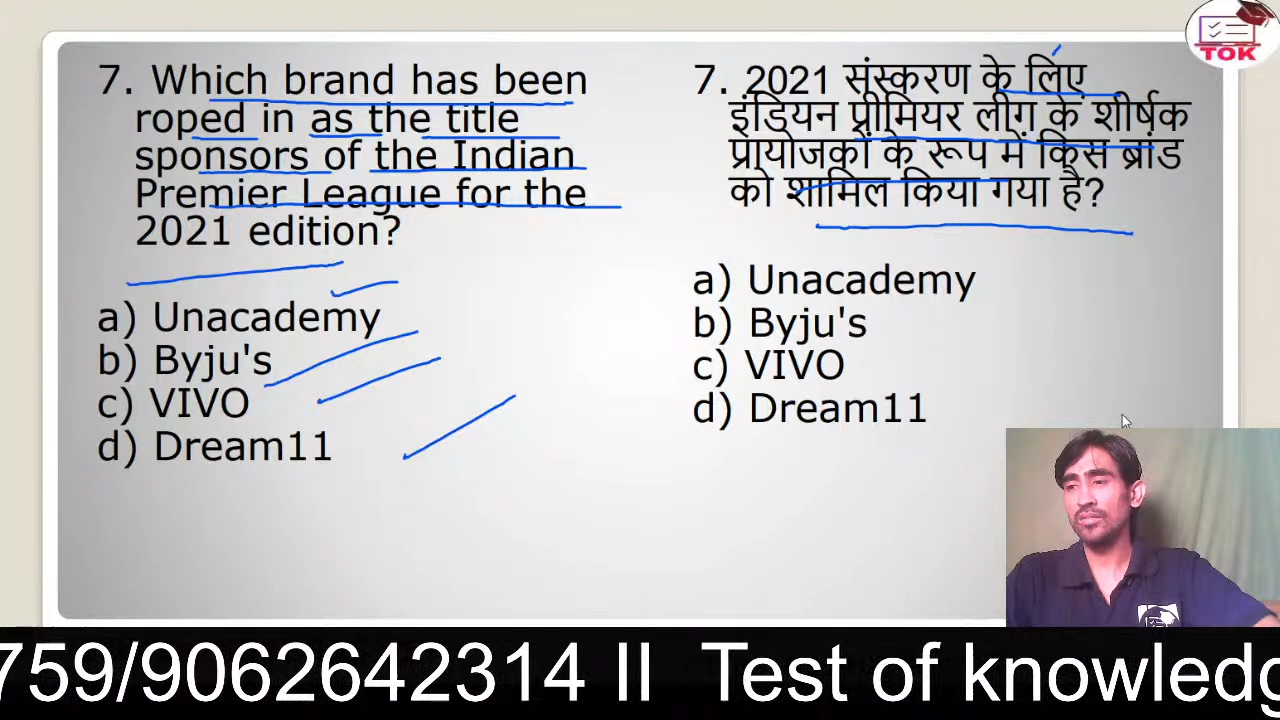 TOK
7. Which brand has been
roped in as the title
sponsors of the Indian
Premier League for the
2021 edition?
a) Unacademy
b) Byju's
c) VIVO
d) Dream11
7. 2021 संस्करण के लिए
इंडियन प्रीमियर लीग के शीर्षक
प्रायोजकों के रूप में किस ब्रांड
को शामिल किया गया है?
a) Unacademy
b) Byju's
c) VIVO
d) Dream11
759/9062642314 II Test of knowledg